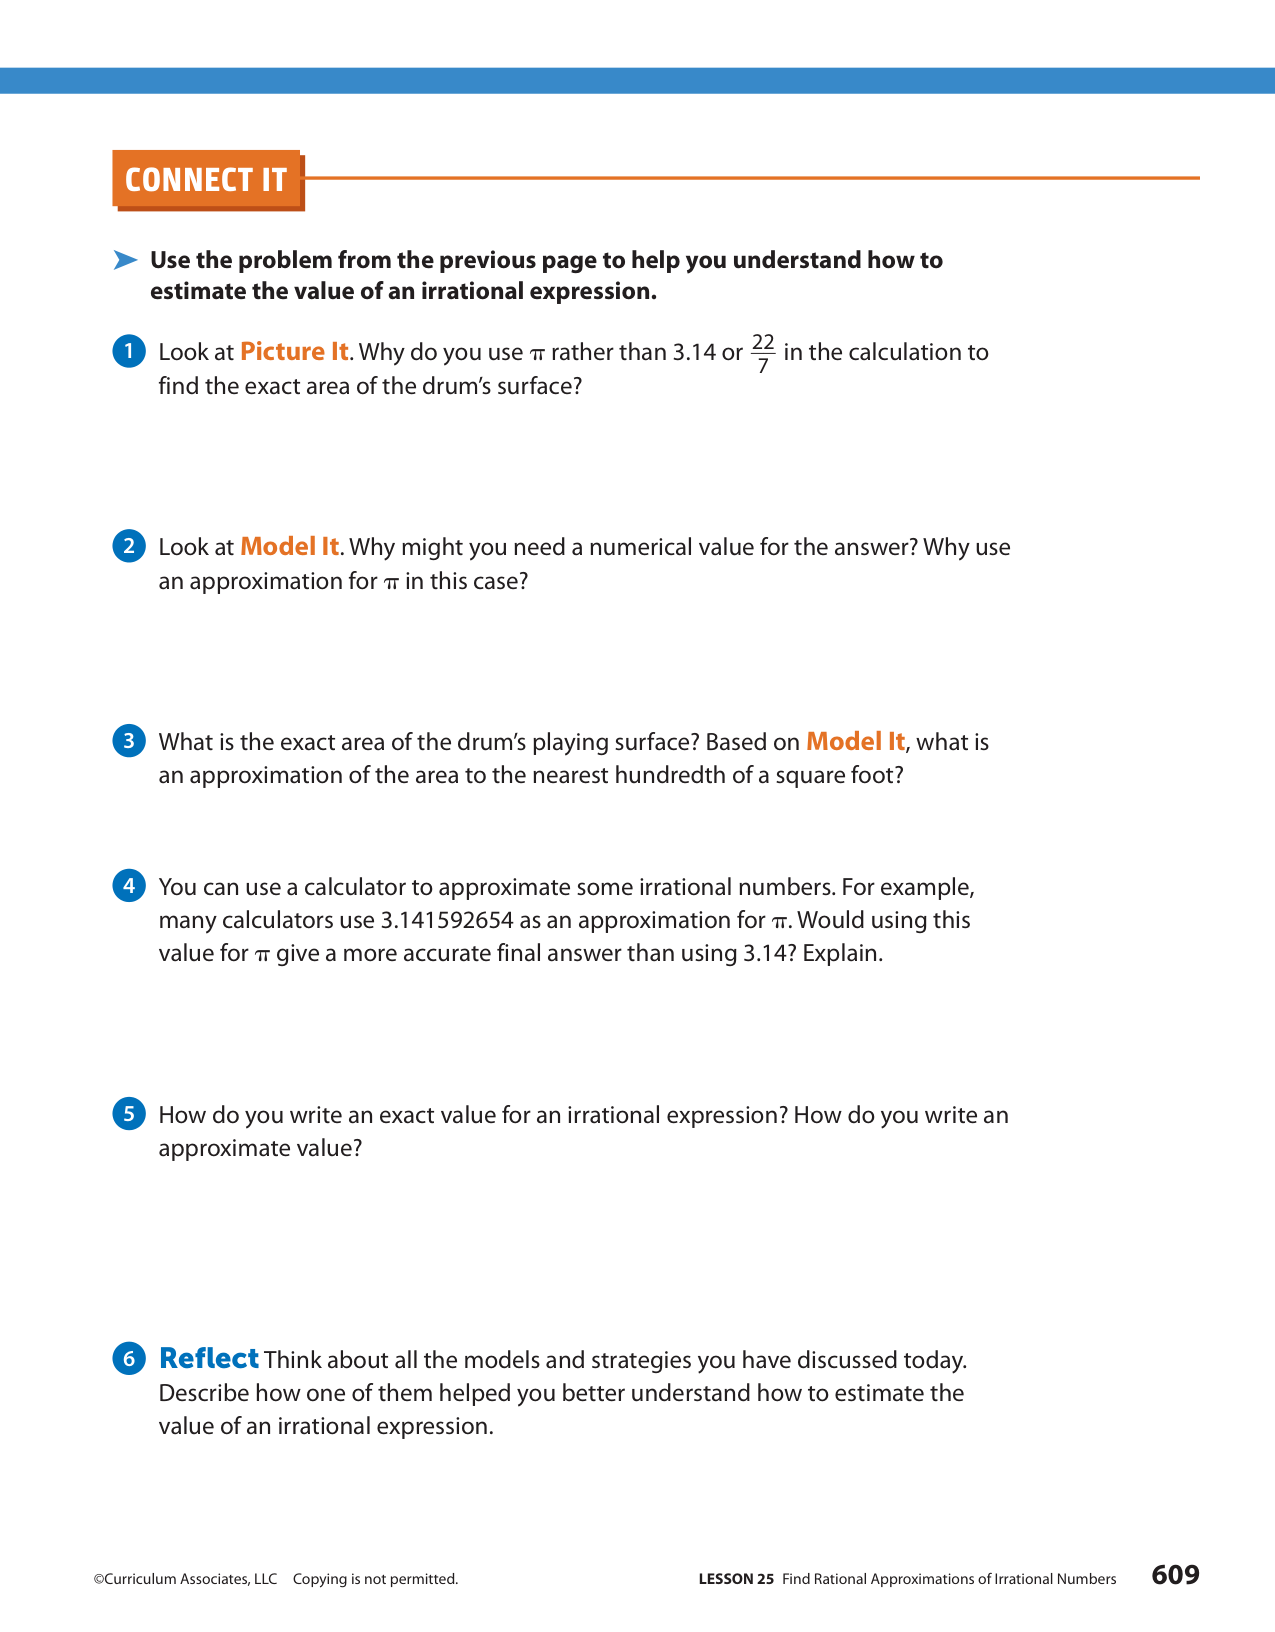 CONNECT IT
➤ Use the problem from the previous page to help you understand how to
estimate the value of an irrational expression.
1 Look at Picture It. Why do you use π rather than 3.14 or 22/7 in the calculation to
find the exact area of the drum’s surface?
2 Look at Model It. Why might you need a numerical value for the answer? Why use
an approximation for π in this case?
3 What is the exact area of the drum’s playing surface? Based on Model It, what is
an approximation of the area to the nearest hundredth of a square foot?
4 You can use a calculator to approximate some irrational numbers. For example,
many calculators use 3.141592654 as an approximation for π. Would using this
value for π give a more accurate final answer than using 3.14? Explain.
5 How do you write an exact value for an irrational expression? How do you write an
approximate value?
6 Reflect Think about all the models and strategies you have discussed today.
Describe how one of them helped you better understand how to estimate the
value of an irrational expression.
©Curriculum Associates, LLC Copying is not permitted. LESSON 25 Find Rational Approximations of Irrational Numbers 609